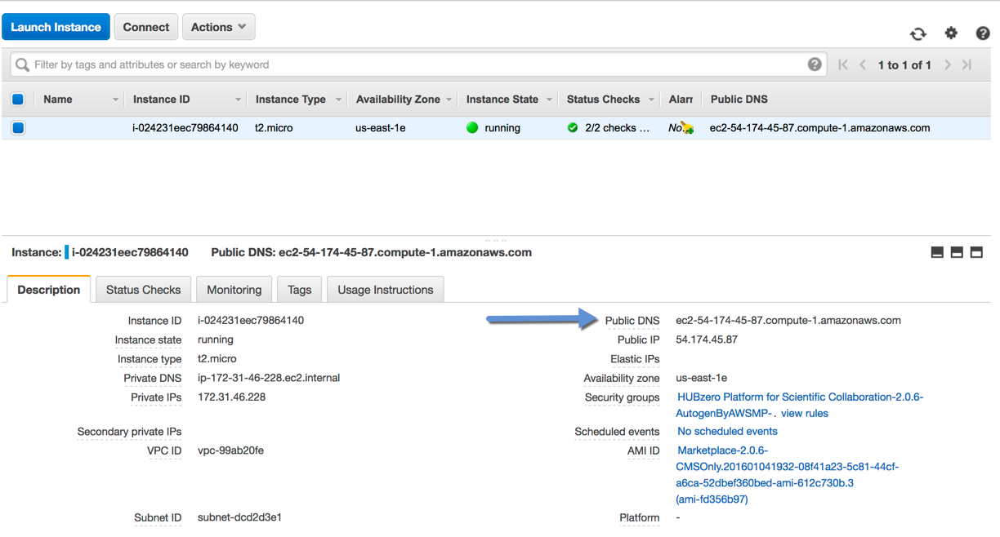 Launch Instance Connect Actions
Filter by tags and attributes or search by keyword 1 to 1 of 1
Name Instance ID Instance Type Availability Zone Instance State Status Checks Alarr Public DNS
i-024231eec79864140 t2.micro us-east-1e running 2/2 checks ... No ec2-54-174-45-87.compute-1.amazonaws.com
Instance: i-024231eec79864140 Public DNS: ec2-54-174-45-87.compute-1.amazonaws.com
Description Status Checks Monitoring Tags Usage Instructions
Instance ID i-024231eec79864140 Public DNS ec2-54-174-45-87.compute-1.amazonaws.com
Instance state running Public IP 54.174.45.87
Instance type t2.micro Elastic IPs
Private DNS ip-172-31-46-228.ec2.internal Availability zone us-east-1e
Private IPs 172.31.46.228 Security groups HUBzero Platform for Scientific Collaboration-2.0.6-
AutogenByAWSMP-. view rules
Secondary private IPs Scheduled events No scheduled events
VPC ID vpc-99ab20fe AMI ID Marketplace-2.0.6-
CMSOnly.201601041932-08f41a23-5c81-44cf-
a6ca-52dbef360bed-ami-612c730b.3
(ami-fd356b97)
Subnet ID subnet-dcd2d3e1 Platform -